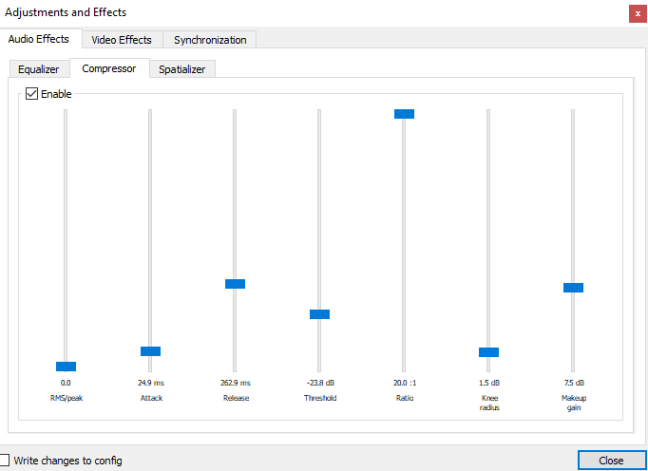 Adjustments and Effects
x
Audio Effects Video Effects Synchronization
Equalizer Compressor Spatializer
Enable
0.0 24.9 ms 262.9 ms -23.8 dB 20.0 :1 1.5 dB 7.5 dB
RMS/peak Attack Release Threshold Ratio Knee radius Makeup gain
Write changes to config
Close